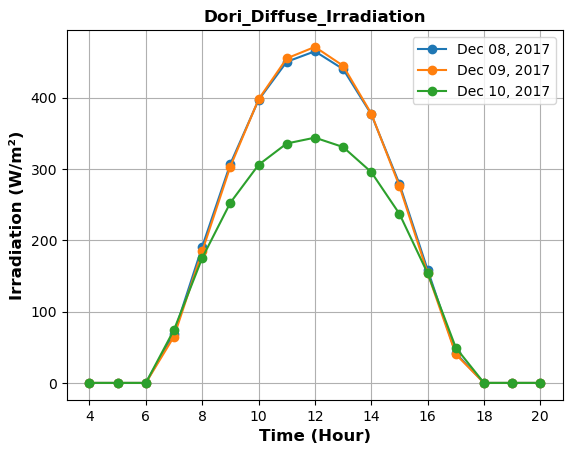 Dori_Diffuse_Irradiation
Dec 08, 2017
Dec 09, 2017
Dec 10, 2017
Irradiation (W/m²)
400
300
200
100
0
4 6 8 10 12 14 16 18 20
Time (Hour)